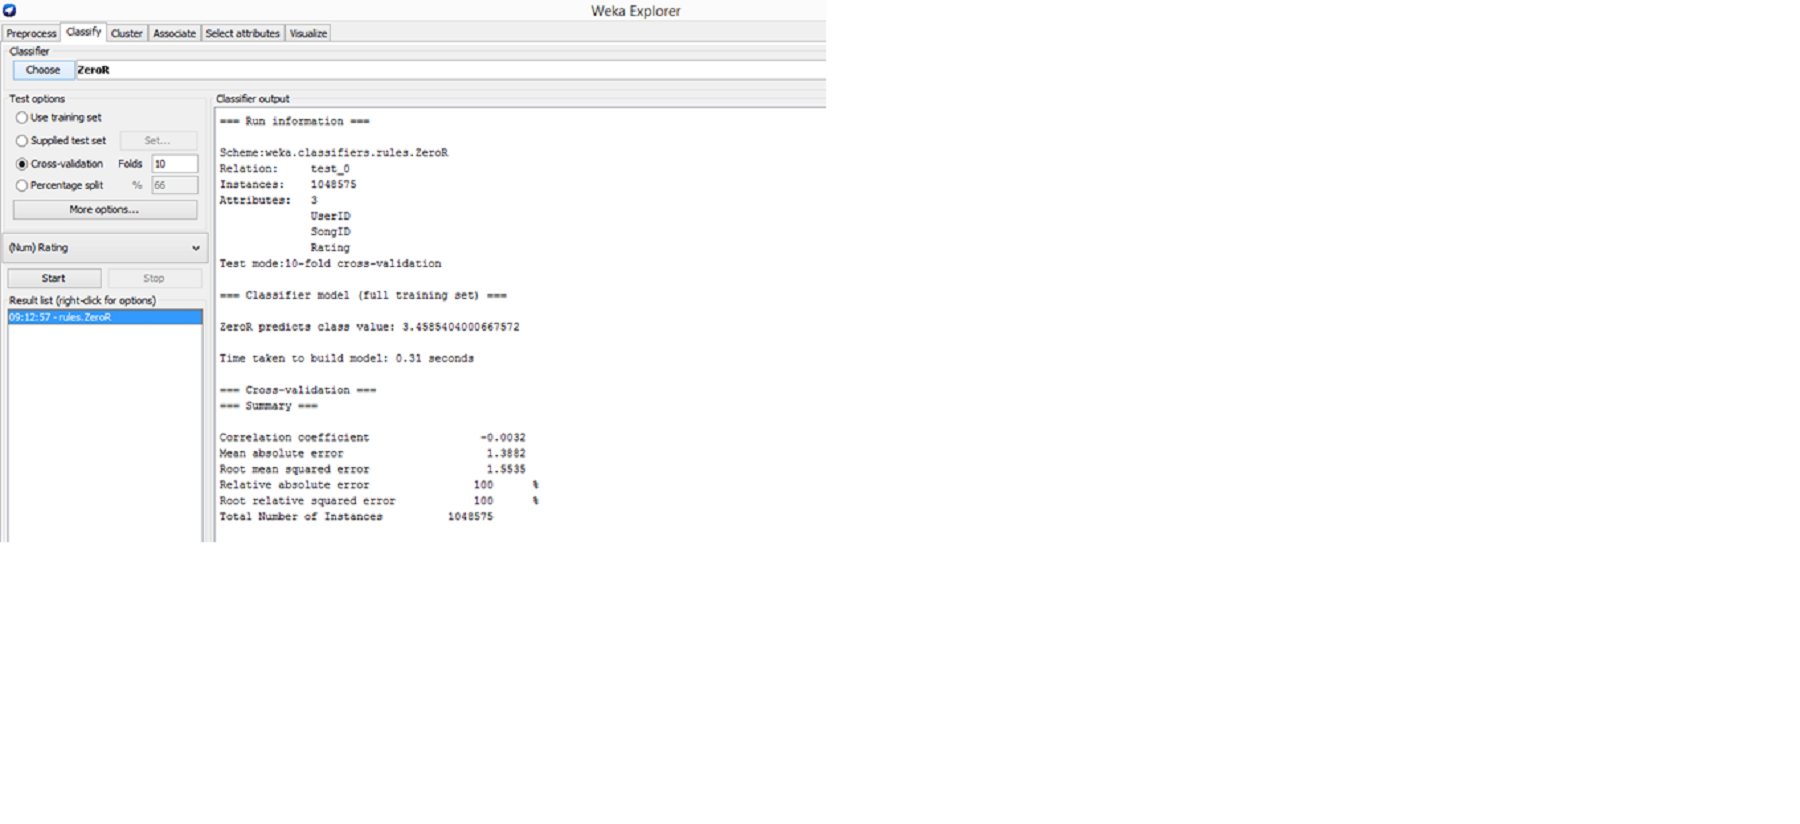 Weka Explorer
Preprocess Classify Cluster Associate Select attributes Visualize
Classifier
Choose ZeroR
Test options
Use training set
Supplied test set Set...
Cross-validation Folds 10
Percentage split % 66
More options...
(Num) Rating
Start Stop
Result list (right-click for options)
09:12:57 - rules.ZeroR
Classifier output
=== Run information ===
Scheme:weka.classifiers.rules.ZeroR
Relation: test_0
Instances: 1048575
Attributes: 3
UserID
SongID
Rating
Test mode:10-fold cross-validation
=== Classifier model (full training set) ===
ZeroR predicts class value: 3.4585404000667572
Time taken to build model: 0.31 seconds
=== Cross-validation ===
=== Summary ===
Correlation coefficient -0.0032
Mean absolute error 1.3882
Root mean squared error 1.5535
Relative absolute error 100 %
Root relative squared error 100 %
Total Number of Instances 1048575